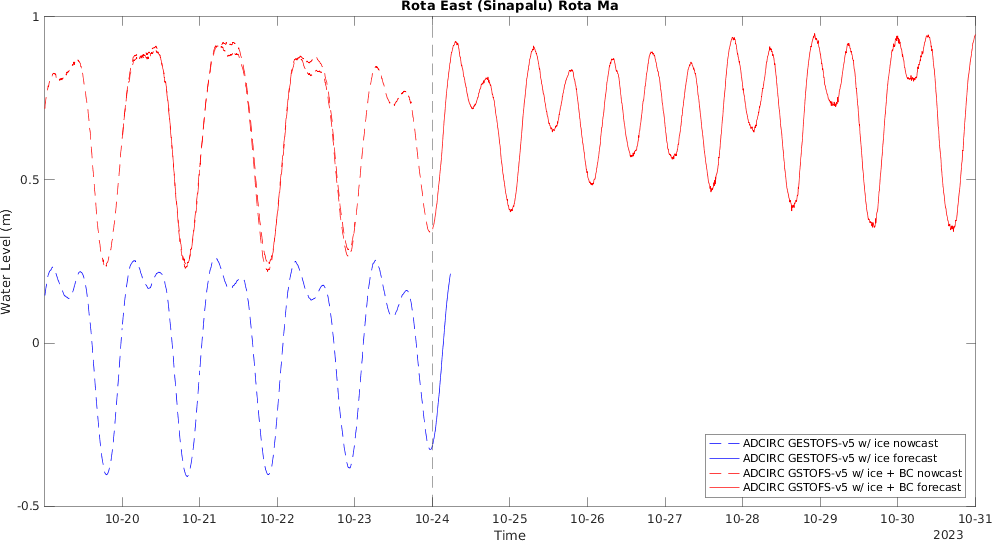 Rota East (Sinapalu) Rota Ma
Water Level (m)
1
0.5
0
-0.5
10-20 10-21 10-22 10-23 10-24 10-25 10-26 10-27 10-28 10-29 10-30 10-31
Time
2023
ADCIRC GESTOFS-v5 w/ ice nowcast
ADCIRC GESTOFS-v5 w/ ice forecast
ADCIRC GSTOFS-v5 w/ ice + BC nowcast
ADCIRC GSTOFS-v5 w/ ice + BC forecast